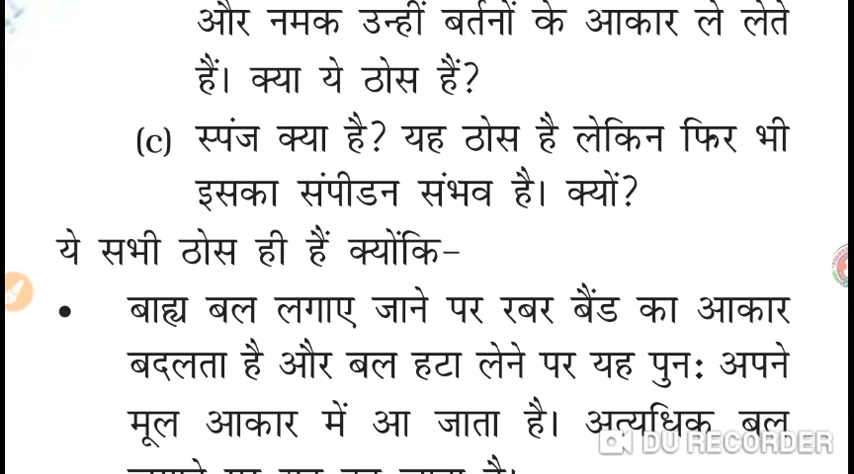 और नमक उन्हीं बर्तनों के आकार ले लेते
हैं। क्या ये ठोस हैं?
(c) स्पंज क्या है? यह ठोस है लेकिन फिर भी
इसका संपीडन संभव है। क्यों?
ये सभी ठोस ही हैं क्योंकि–
• बाह्य बल लगाए जाने पर रबर बैंड का आकार
बदलता है और बल हटा लेने पर यह पुनः अपने
मूल आकार में आ जाता है। अत्यधिक बल
DU RECORDER